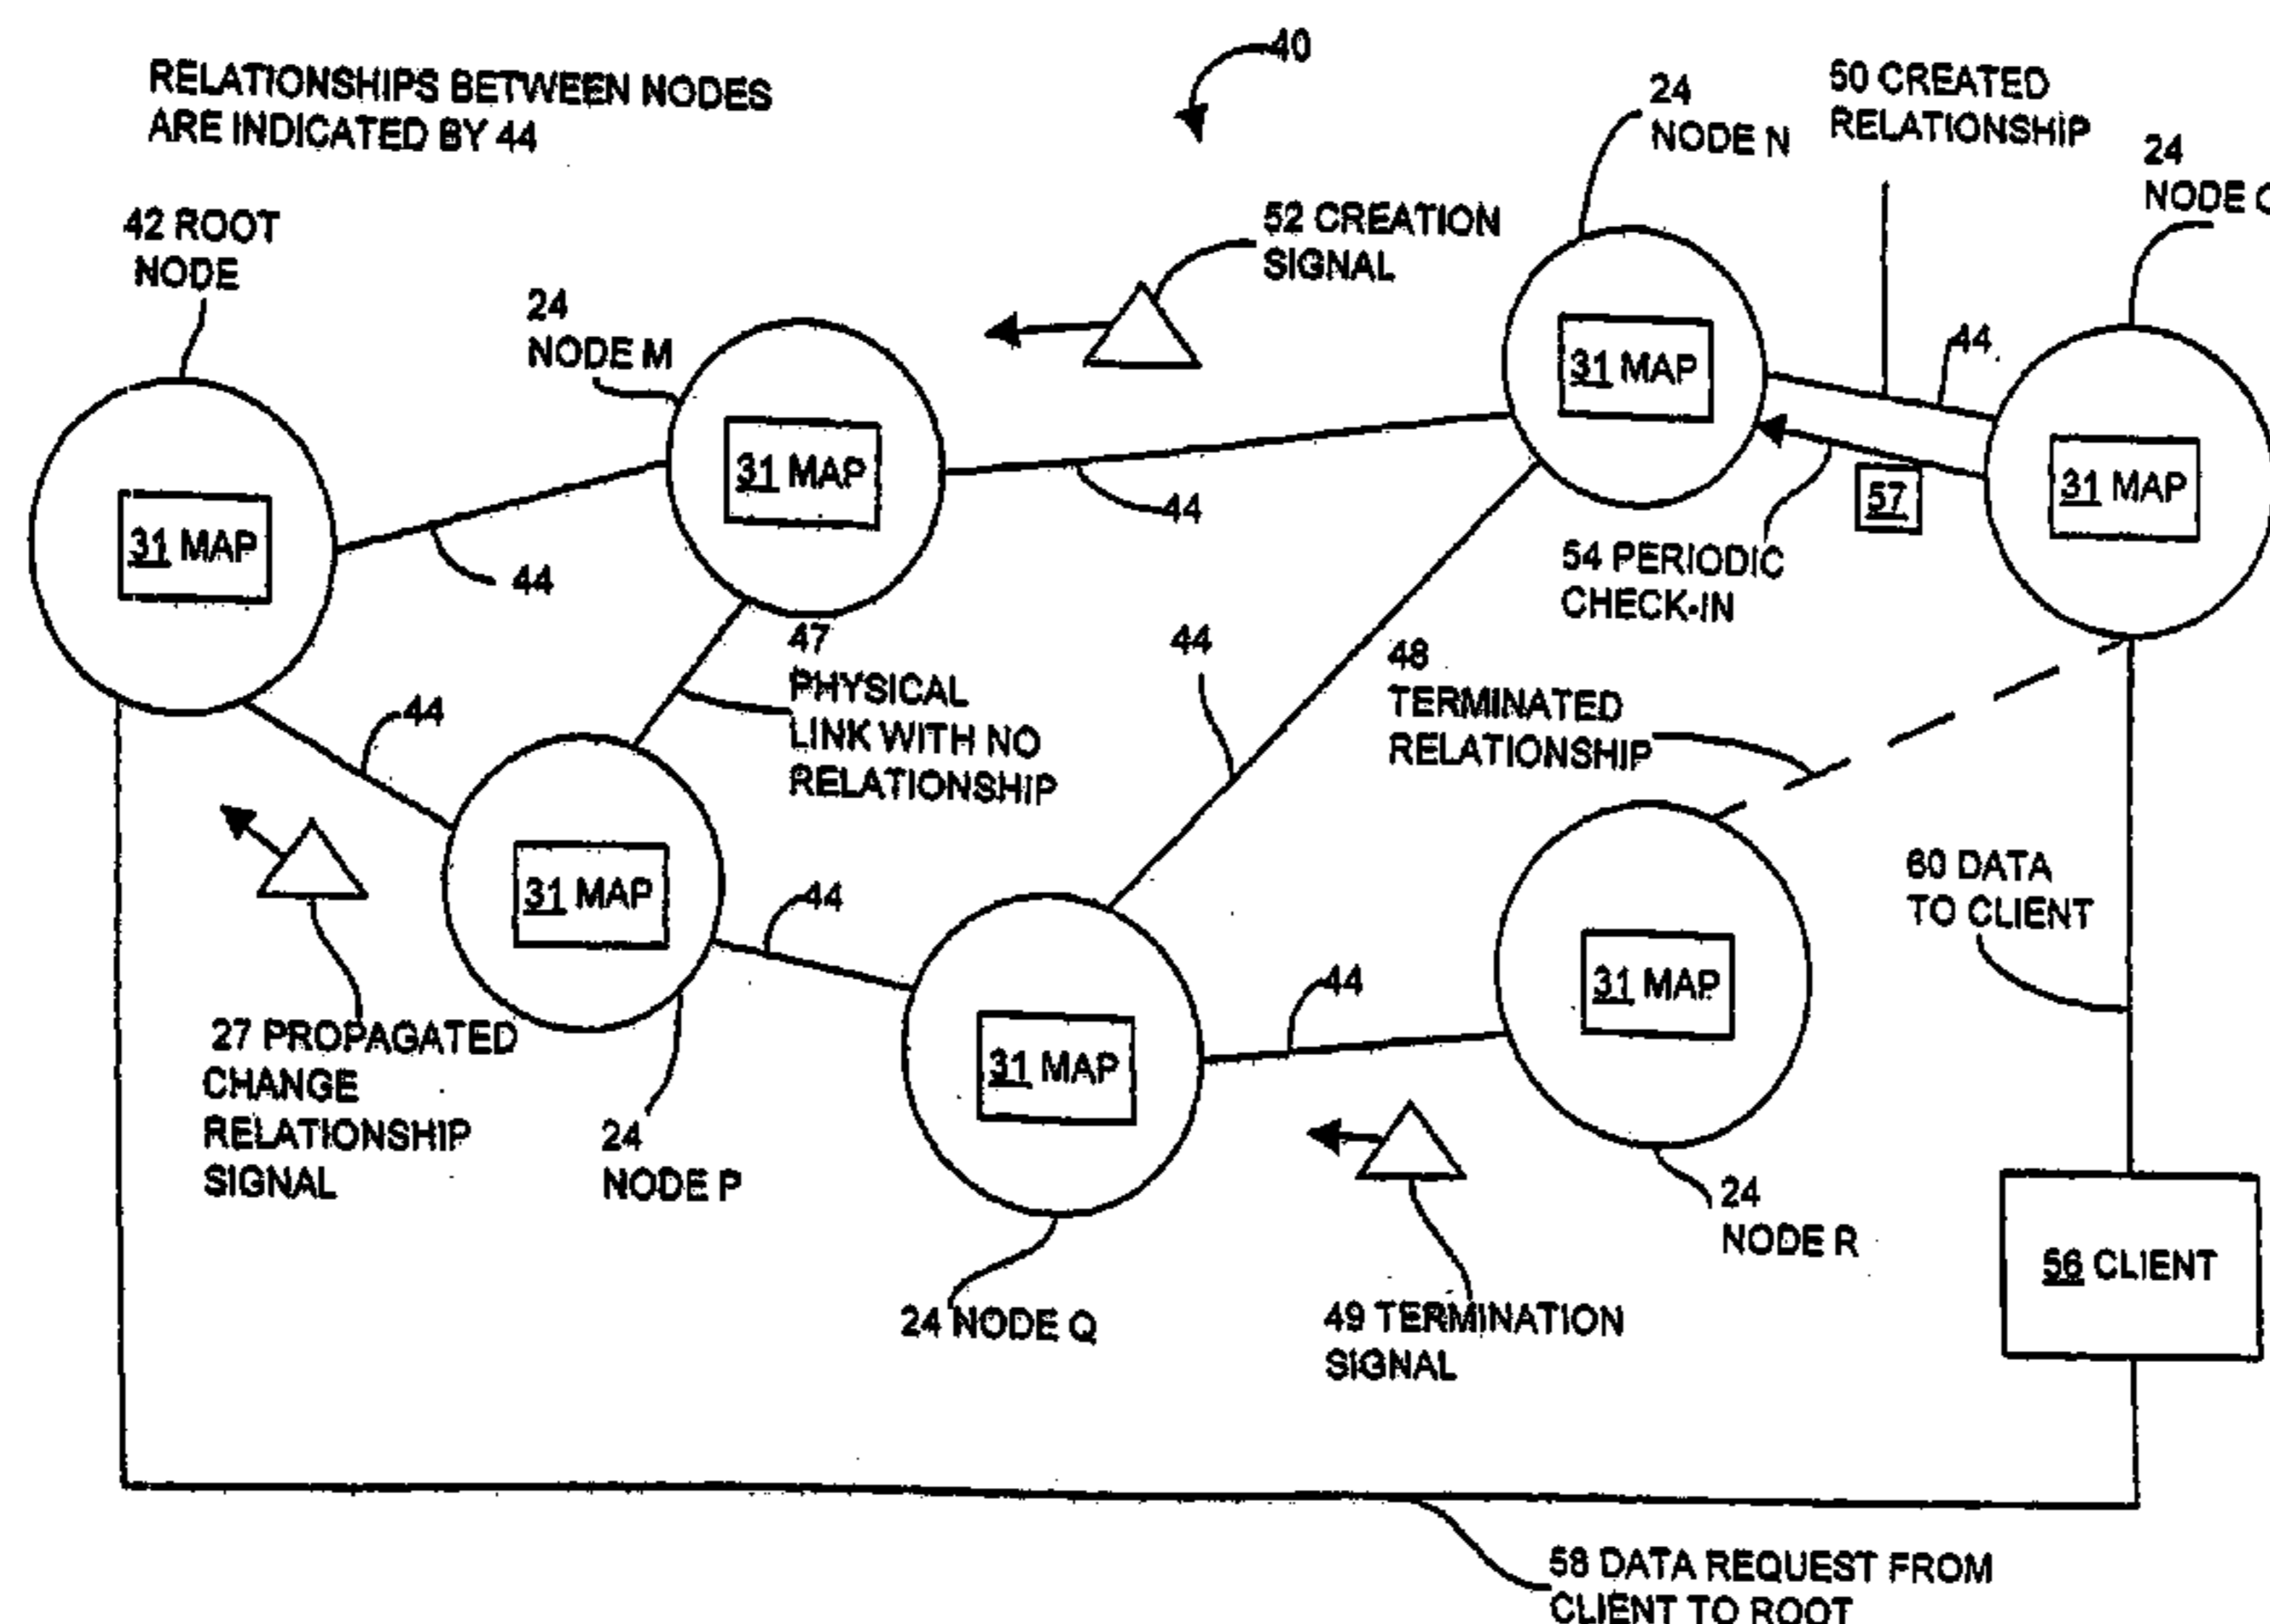 RELATIONSHIPS BETWEEN NODES
ARE INDICATED BY 44
40
24
NODE N
50 CREATED
RELATIONSHIP
24
NODE
42 ROOT
NODE
52 CREATION
SIGNAL
24
NODE M
31 MAP
44
31 MAP
31 MAP
31 MAP
44
57
44
54 PERIODIC
CHECK-IN
47
PHYSICAL
LINK WITH NO
RELATIONSHIP
44
48
TERMINATED
RELATIONSHIP
44
31 MAP
44
60 DATA
TO CLIENT
31 MAP
44
31 MAP
27 PROPAGATED
CHANGE
RELATIONSHIP
SIGNAL
24
NODE P
24
NODE R
24 NODE Q
49 TERMINATION
SIGNAL
56 CLIENT
58 DATA REQUEST FROM
CLIENT TO ROOT